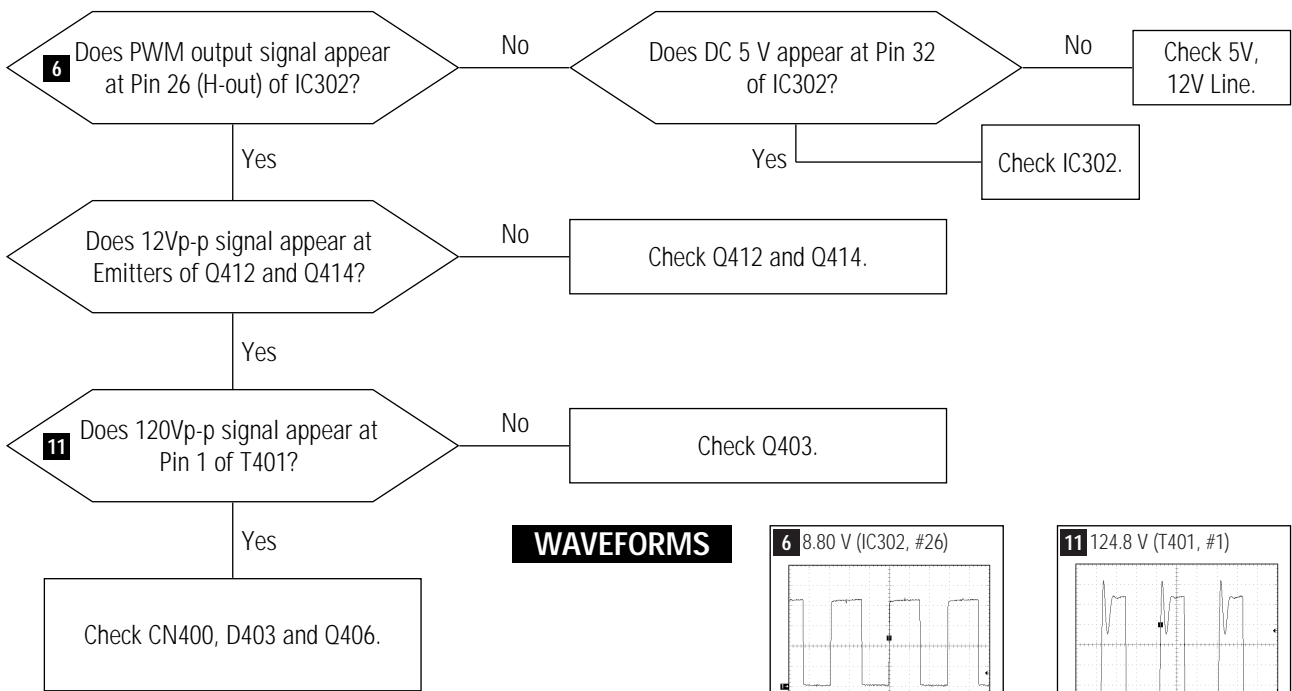 6 Does PWM output signal appear
at Pin 26 (H-out) of IC302?
No
Does DC 5 V appear at Pin 32
of IC302?
No
Check 5V,
12V Line.
Yes
Yes
Check IC302.
Does 12Vp-p signal appear at
Emitters of Q412 and Q414?
No
Check Q412 and Q414.
Yes
11 Does 120Vp-p signal appear at
Pin 1 of T401?
No
Check Q403.
Yes
Check CN400, D403 and Q406.
WAVEFORMS
6 8.80 V (IC302, #26)
11 124.8 V (T401, #1)